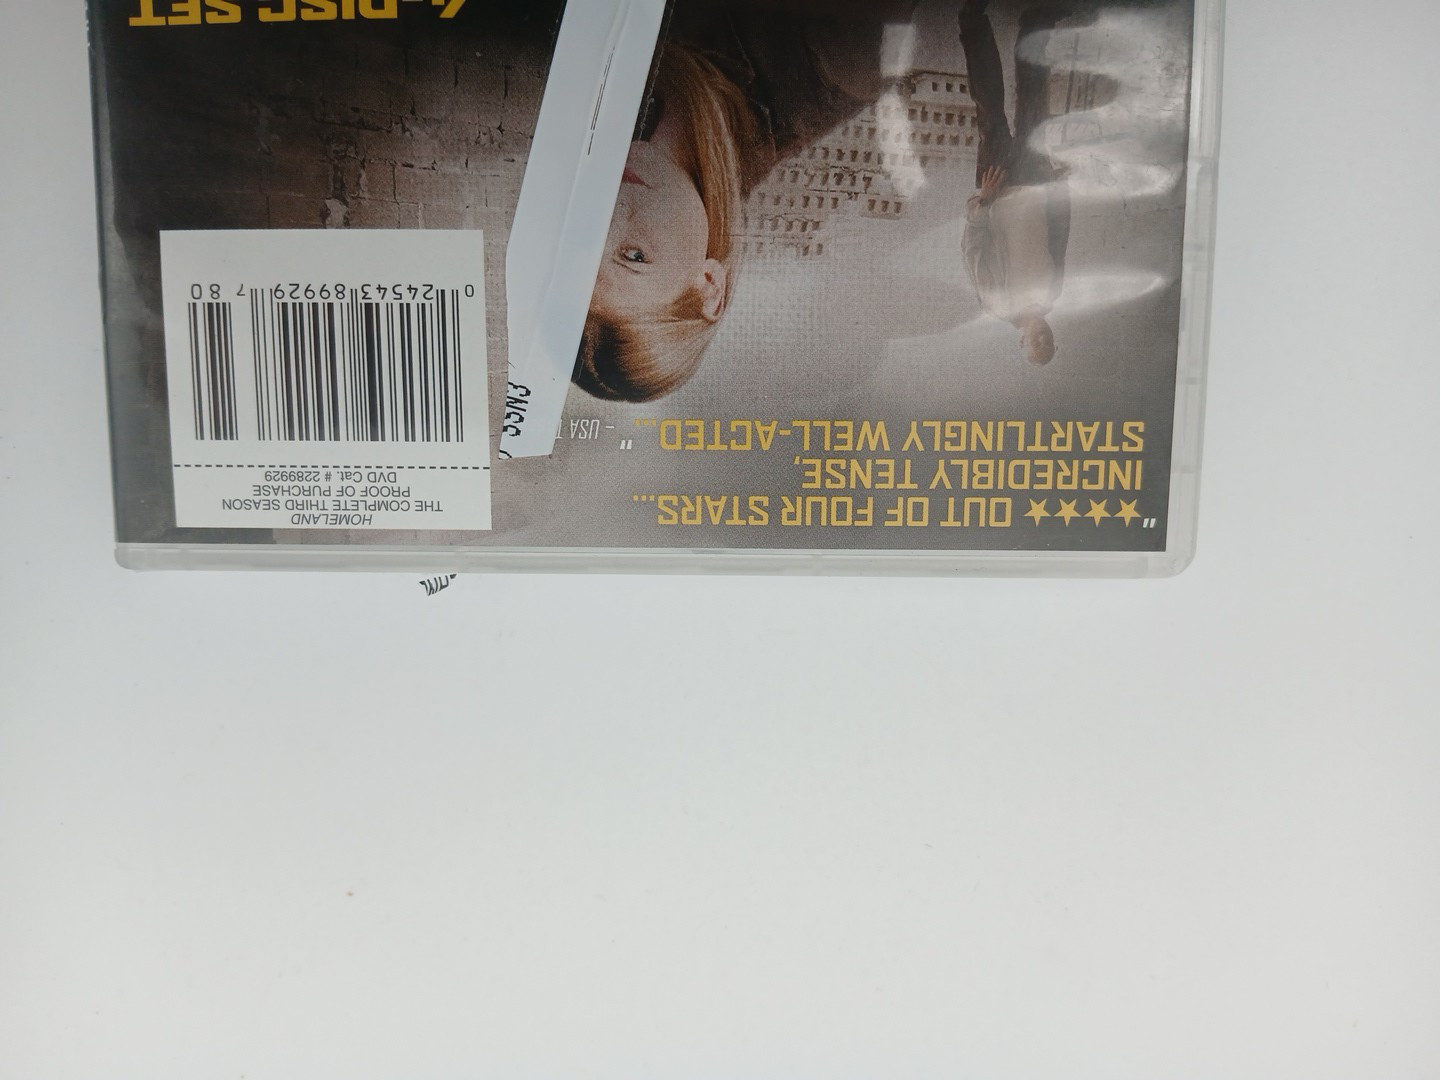 "★★★★ OUT OF FOUR STARS...
INCREDIBLY TENSE,
STARTLINGLY WELL-ACTED..."
– USA
HOMELAND
THE COMPLETE THIRD SEASON
PROOF OF PURCHASE
DVD Cat. # 2289929
0 24543 89929 7 80
4-DISC SET